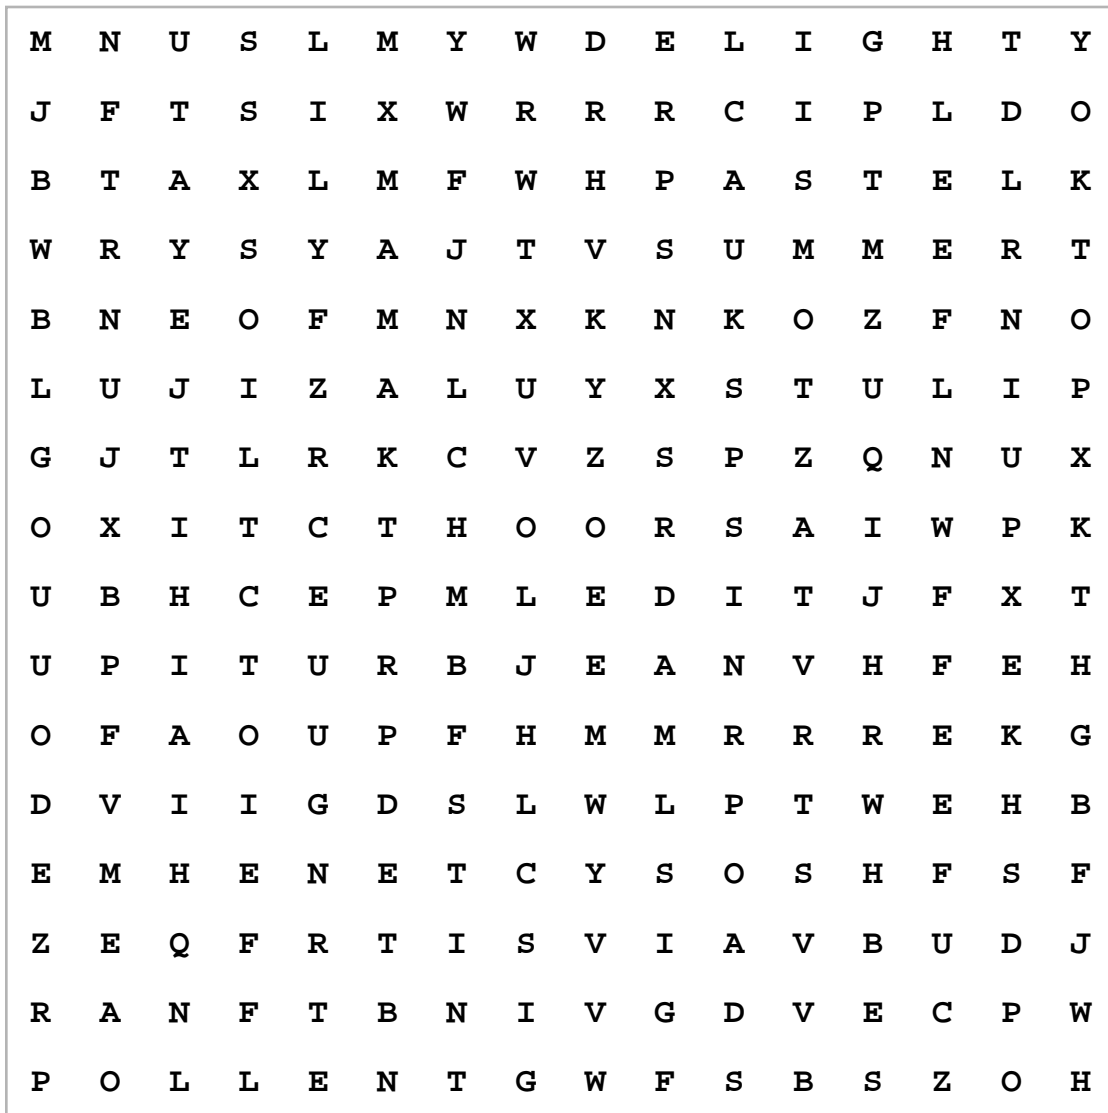 M N U S L M Y W D E L I G H T Y
J F T S I X W R R R C I P L D O
B T A X L M F W H P A S T E L K
W R Y S Y A J T V S U M M E R T
B N E O F M N X K N K O Z F N O
L U J I Z A L U Y X S T U L I P
G J T L R K C V Z S P Z Q N U X
O X I T C T H O O R S A I W P K
U B H C E P M L E D I T J F X T
U P I T U R B J E A N V H F E H
O F A O U P F H M M R R R E K G
D V I I G D S L W L P T W E H B
E M H E N E T C Y S O S H F S F
Z E Q F R T I S V I A V B U D J
R A N F T B N I V G D V E C P W
P O L L E N T G W F S B S Z O H